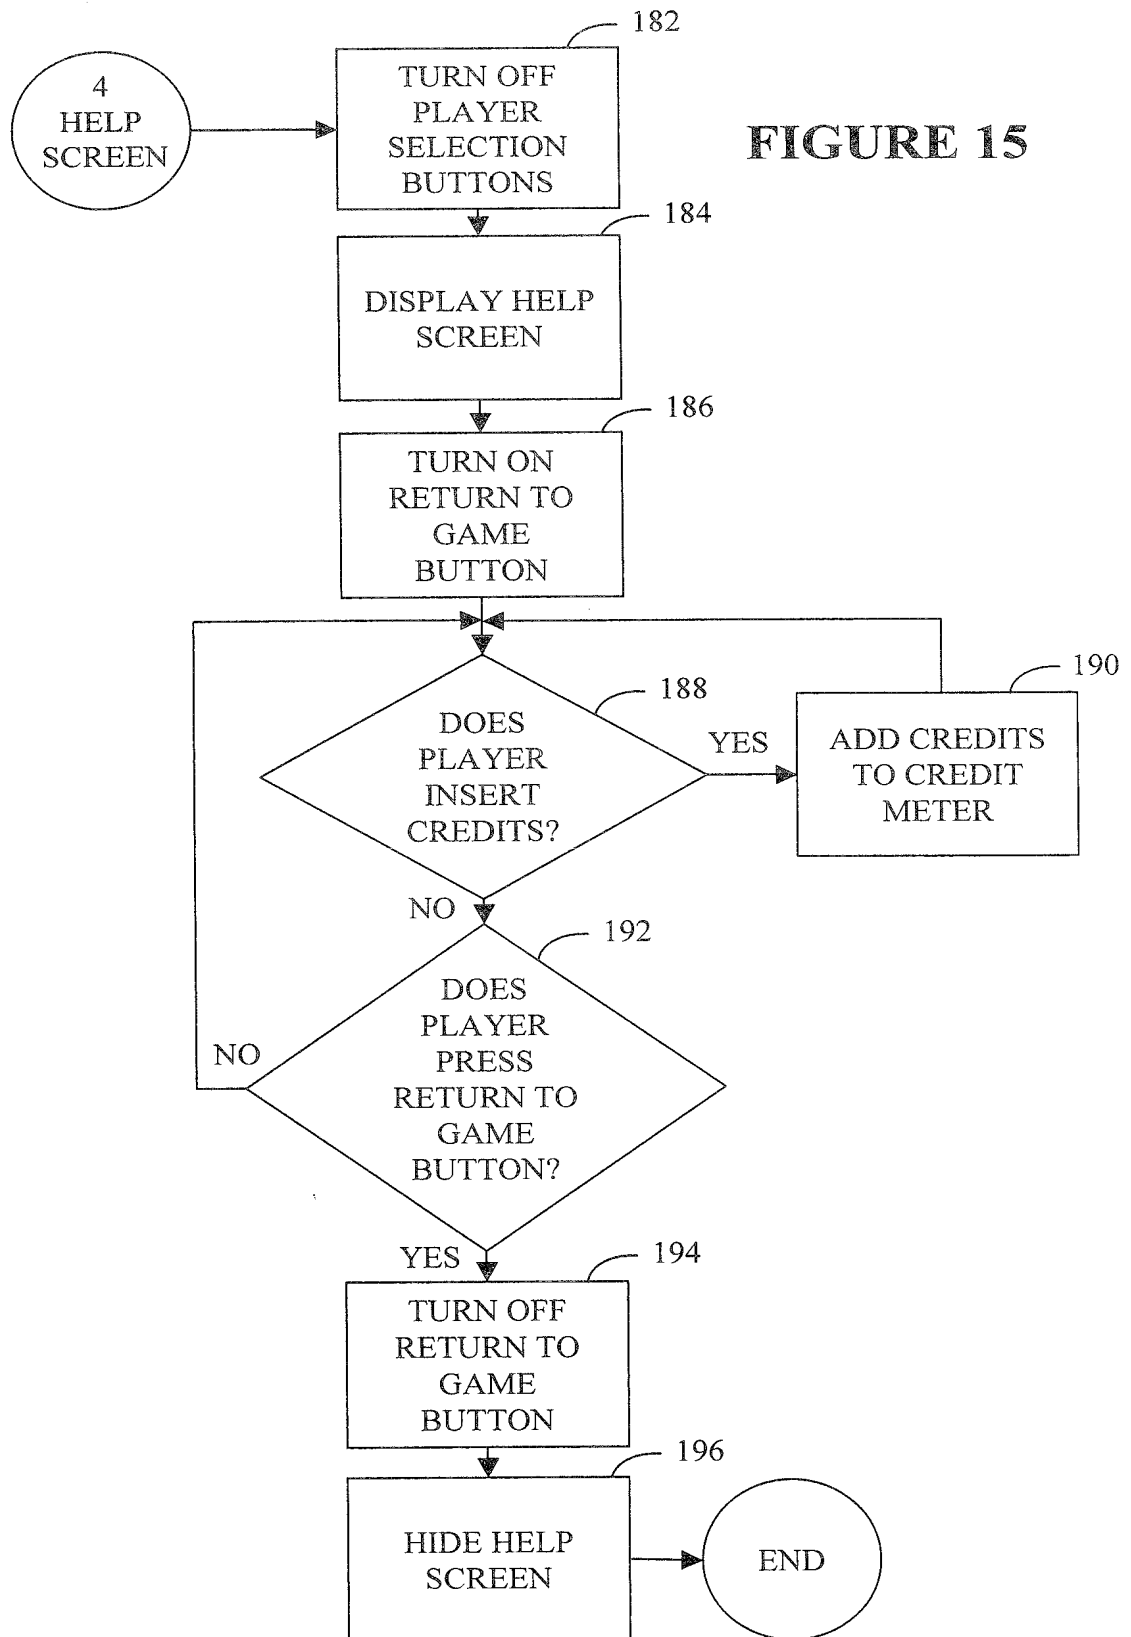 182
4
HELP
SCREEN
TURN OFF
PLAYER
SELECTION
BUTTONS
FIGURE 15
184
DISPLAY HELP
SCREEN
186
TURN ON
RETURN TO
GAME
BUTTON
188
DOES
PLAYER
INSERT
CREDITS?
YES
190
ADD CREDITS
TO CREDIT
METER
NO
192
DOES
PLAYER
PRESS
RETURN TO
GAME
BUTTON?
NO
YES
194
TURN OFF
RETURN TO
GAME
BUTTON
196
HIDE HELP
SCREEN
END